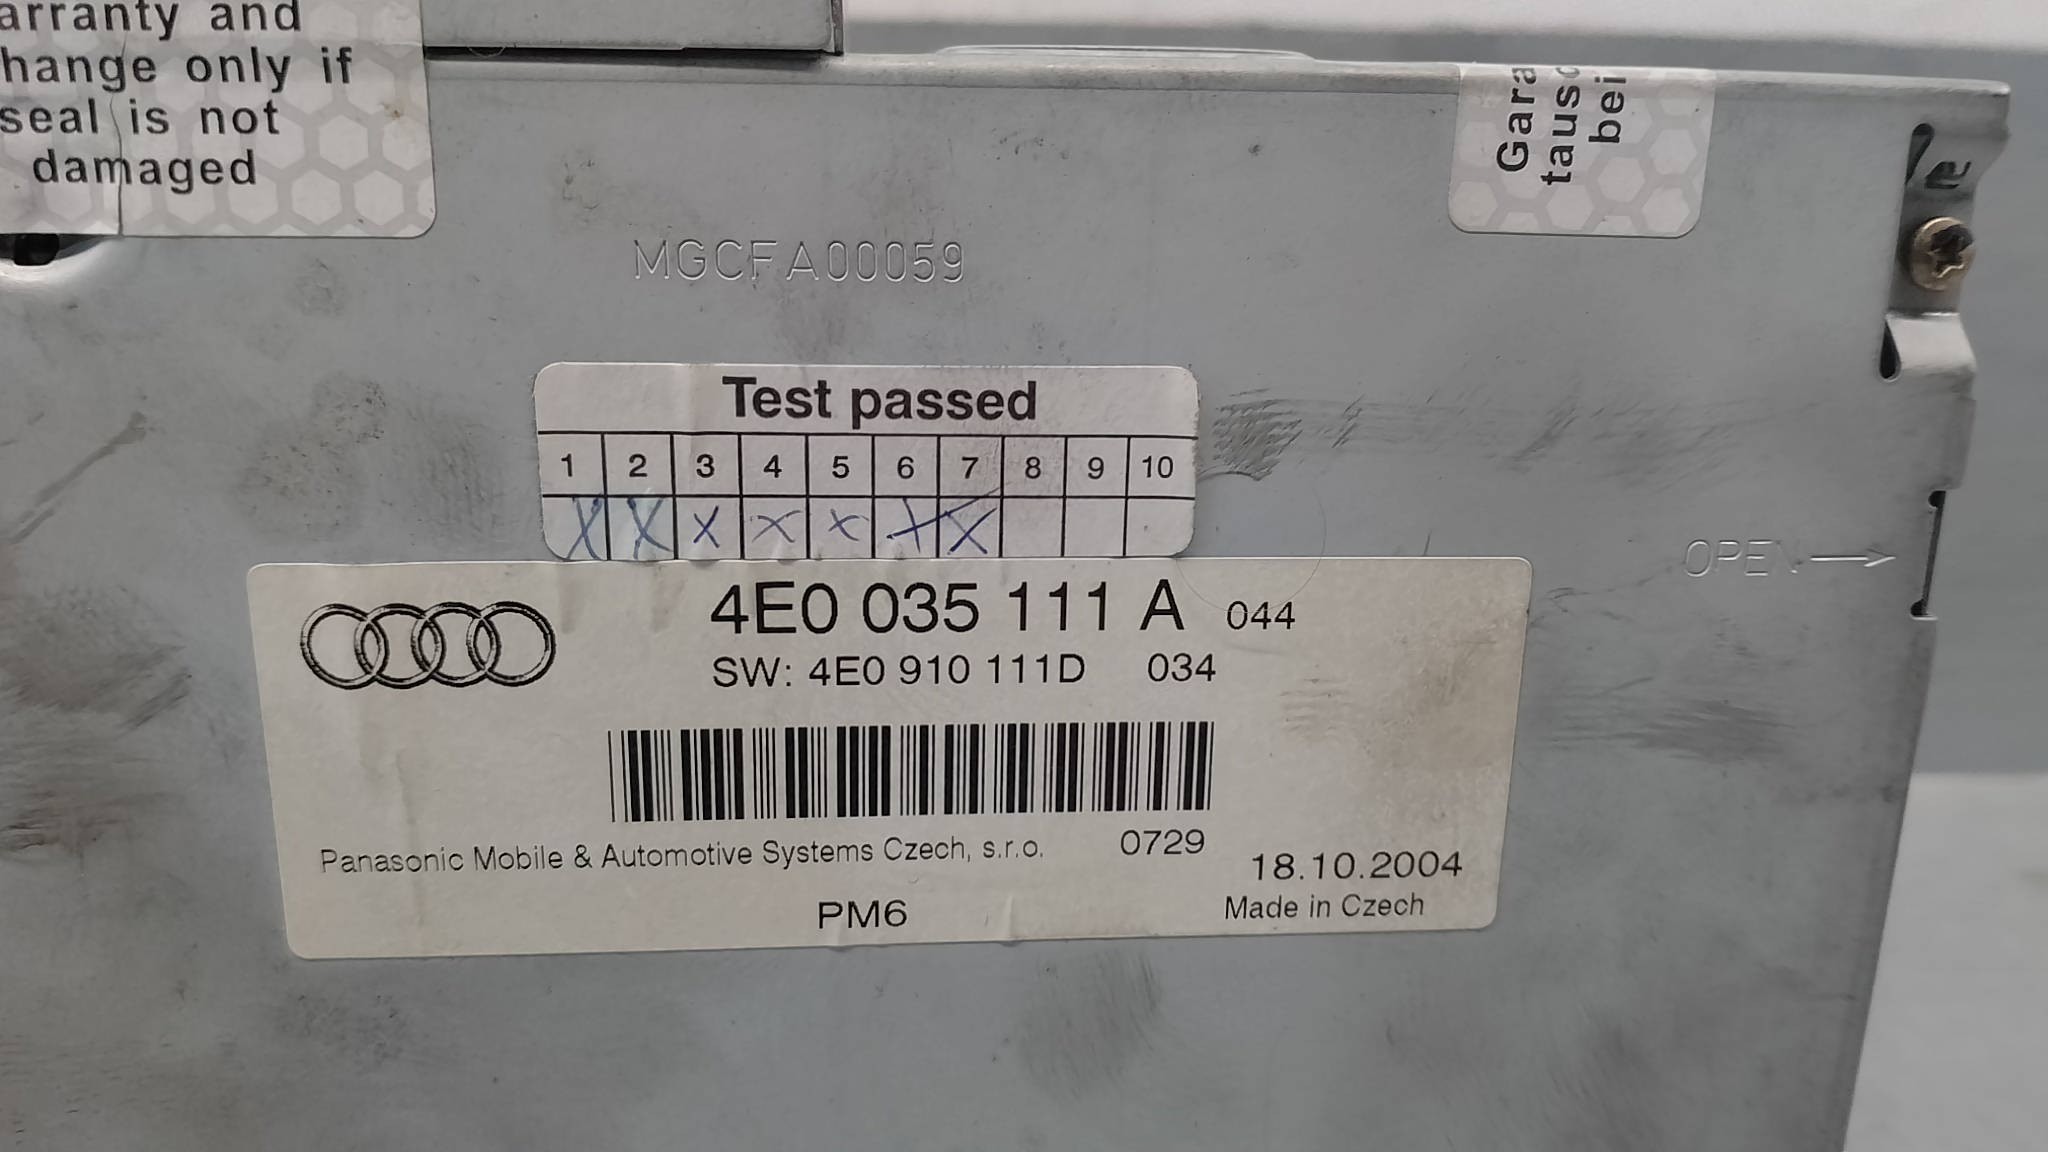 arranty and
hange only if
seal is not
damaged
Gara
tausc
bei
MGCFA00059
Test passed
1 2 3 4 5 6 7 8 9 10
X X X X X X X
OPEN
4E0 035 111 A 044
SW: 4E0 910 111D 034
Panasonic Mobile & Automotive Systems Czech, s.r.o. 0729
18.10.2004
PM6
Made in Czech